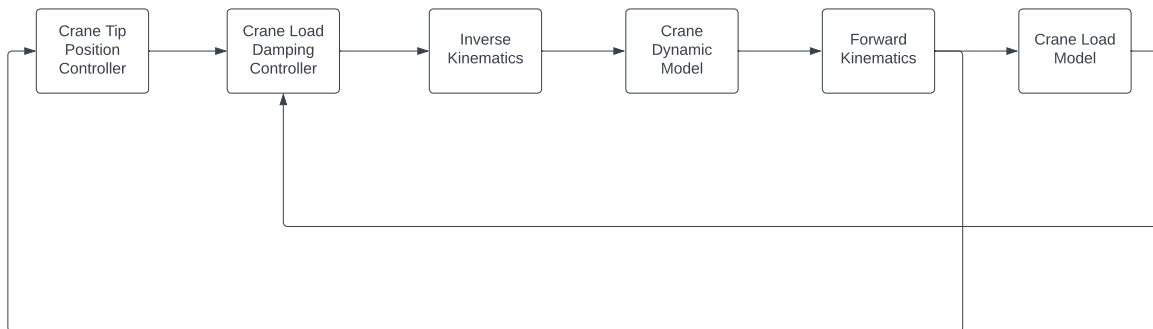 Crane Tip
Position
Controller
Crane Load
Damping
Controller
Inverse
Kinematics
Crane
Dynamic
Model
Forward
Kinematics
Crane Load
Model